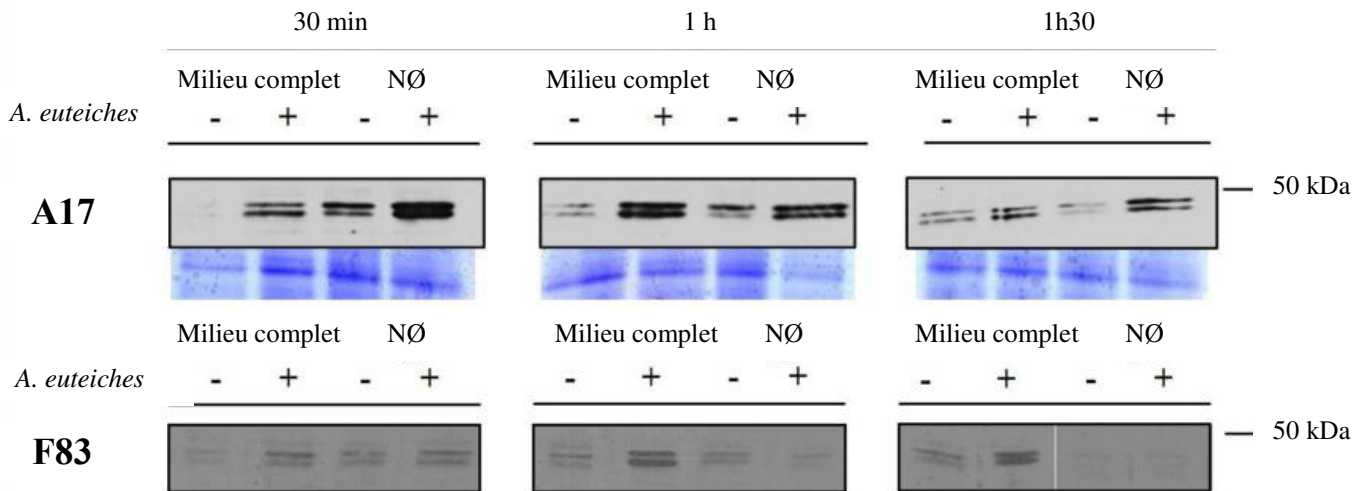 30 min 1 h 1h30
Milieu complet NØ Milieu complet NØ Milieu complet NØ
A. euteiches - + - + - + - + - + - +
A17 50 kDa
Milieu complet NØ Milieu complet NØ Milieu complet NØ
A. euteiches - + - + - + - + - + - +
F83 50 kDa